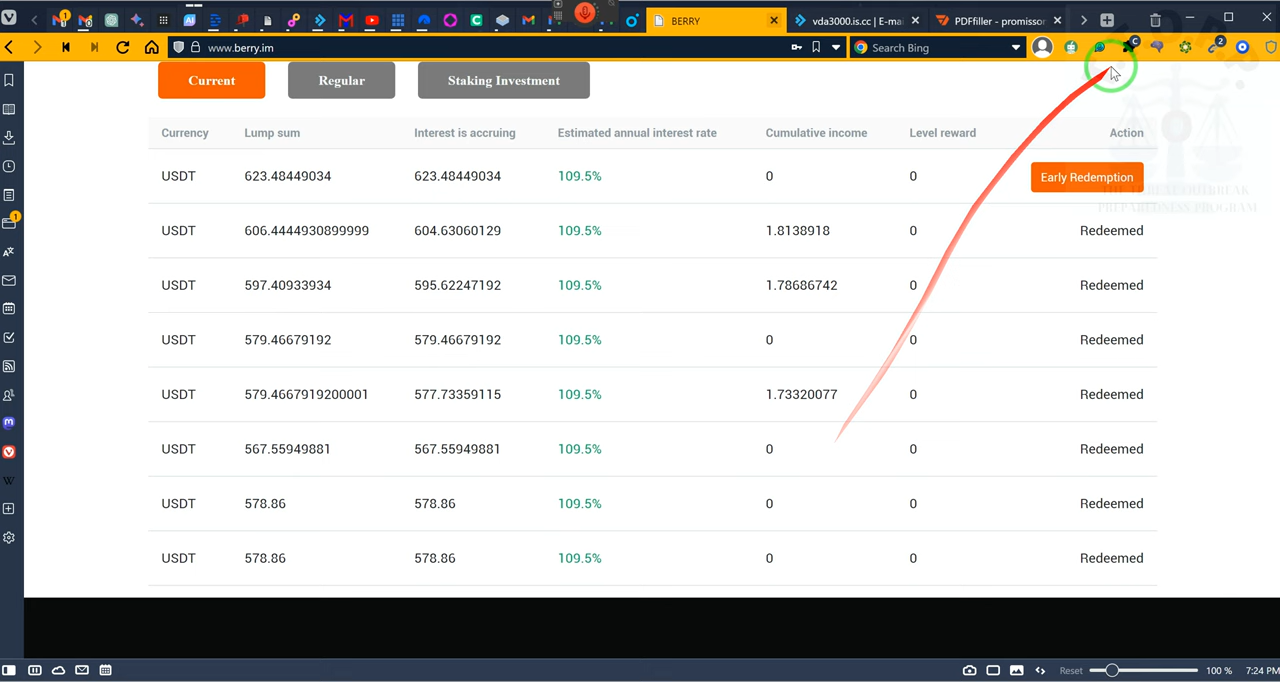 BERRY
vda3000.is.cc | E-mai
PDFfiller - promissor
www.berry.im
Search Bing
C
2
Current
Regular
Staking Investment
Currency Lump sum Interest is accruing Estimated annual interest rate Cumulative income Level reward Action
USDT 623.48449034 623.48449034 109.5% 0 0 Early Redemption
PREPAREDNESS PROGRAM
USDT 606.4444930899999 604.63060129 109.5% 1.8138918 0 Redeemed
USDT 597.40933934 595.62247192 109.5% 1.78686742 0 Redeemed
USDT 579.46679192 579.46679192 109.5% 0 0 Redeemed
USDT 579.4667919200001 577.73359115 109.5% 1.73320077 0 Redeemed
USDT 567.55949881 567.55949881 109.5% 0 0 Redeemed
USDT 578.86 578.86 109.5% 0 0 Redeemed
USDT 578.86 578.86 109.5% 0 0 Redeemed
Reset 100 % 7:24 PM